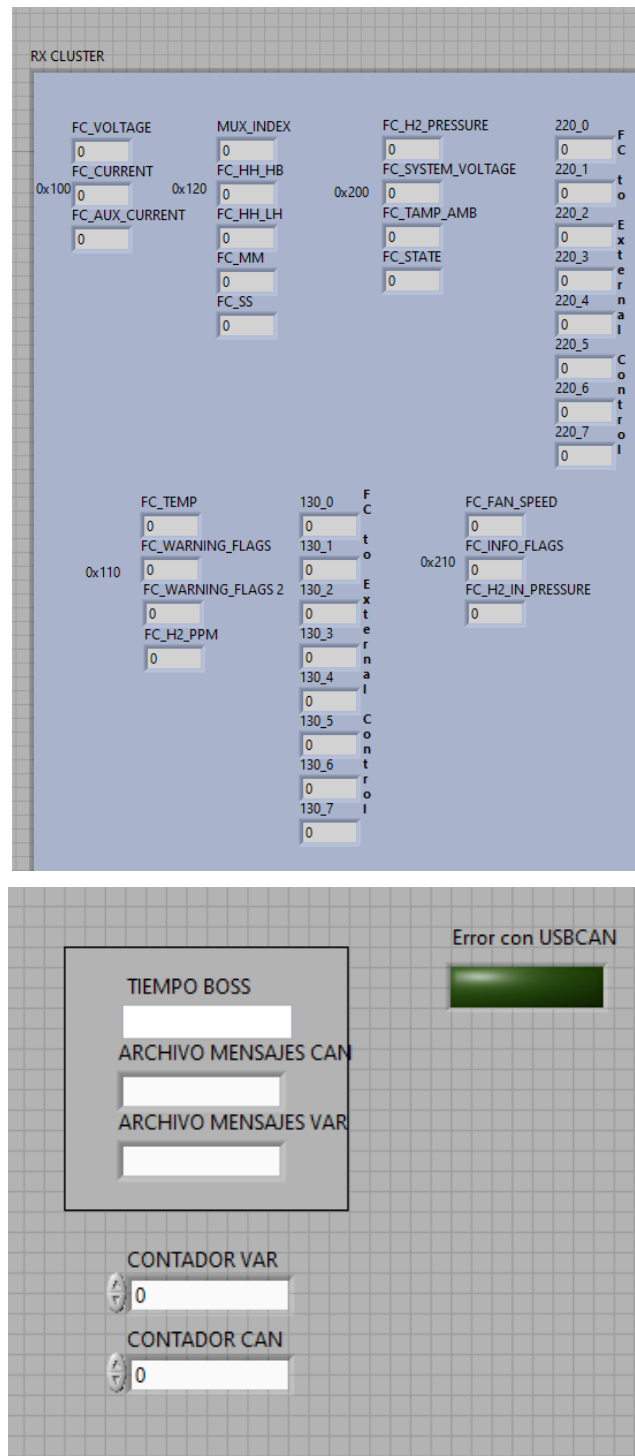 RX CLUSTER
FC_VOLTAGE
0
FC_CURRENT
0x100 0
FC_AUX_CURRENT
0
MUX_INDEX
0
FC_HH_HB
0x120 0
FC_HH_LH
0
FC_MM
0
FC_SS
0
FC_H2_PRESSURE
0
FC_SYSTEM_VOLTAGE
0x200 0
FC_TAMP_AMB
0
FC_STATE
0
220_0
0
220_1
0
220_2
0
220_3
0
220_4
0
220_5
0
220_6
0
220_7
0
FC to External Control
FC_TEMP
0
FC_WARNING_FLAGS
0x110 0
FC_WARNING_FLAGS 2
0
FC_H2_PPM
0
130_0
0
130_1
0
130_2
0
130_3
0
130_4
0
130_5
0
130_6
0
130_7
0
FC to External Control
FC_FAN_SPEED
0
FC_INFO_FLAGS
0x210 0
FC_H2_IN_PRESSURE
0
Error con USBCAN
TIEMPO BOSS
ARCHIVO MENSAJES CAN
ARCHIVO MENSAJES VAR
CONTADOR VAR
0
CONTADOR CAN
0